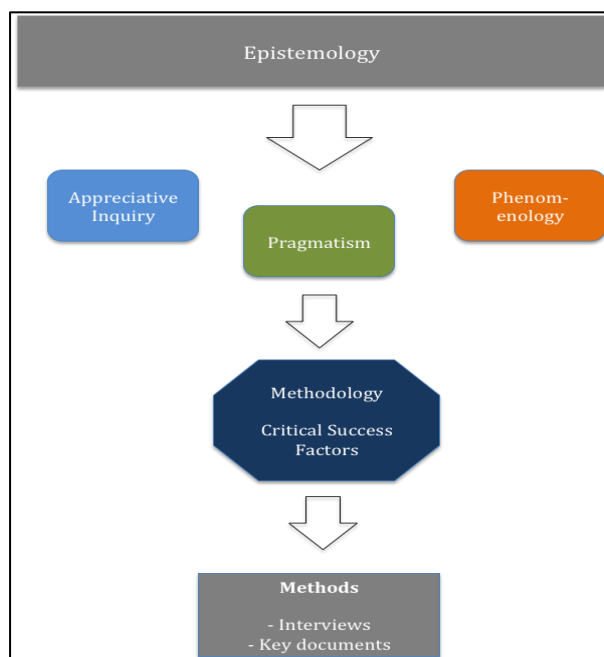 Epistemology
Appreciative
Inquiry
Pragmatism
Phenom-
enology
Methodology
Critical Success
Factors
Methods
- Interviews
- Key documents